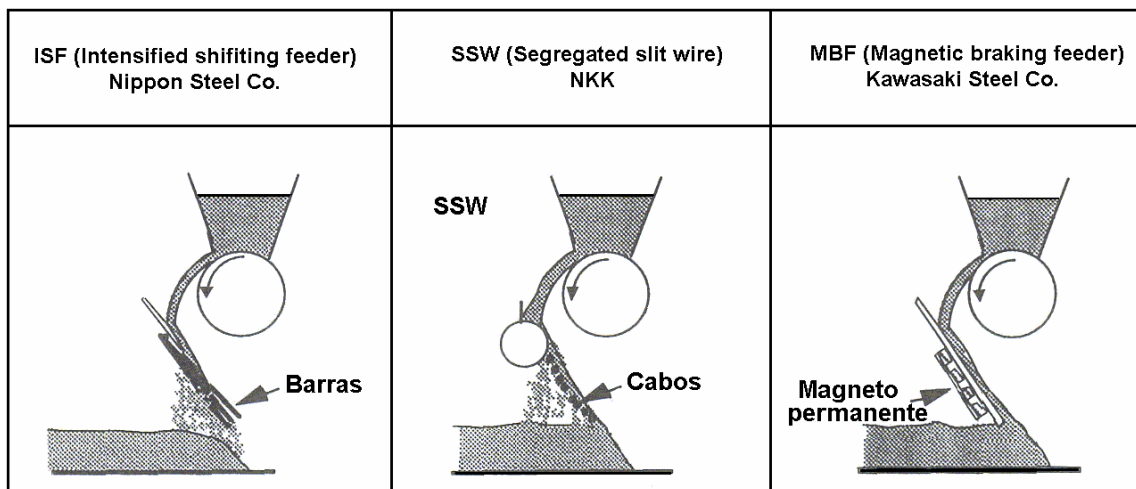 ISF (Intensified shifiting feeder)
Nippon Steel Co.
SSW (Segregated slit wire)
NKK
MBF (Magnetic braking feeder)
Kawasaki Steel Co.
Barras
SSW
Cabos
Magneto
permanente